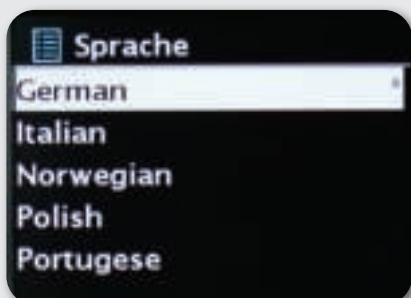 Sprache
German
Italian
Norwegian
Polish
Portugese